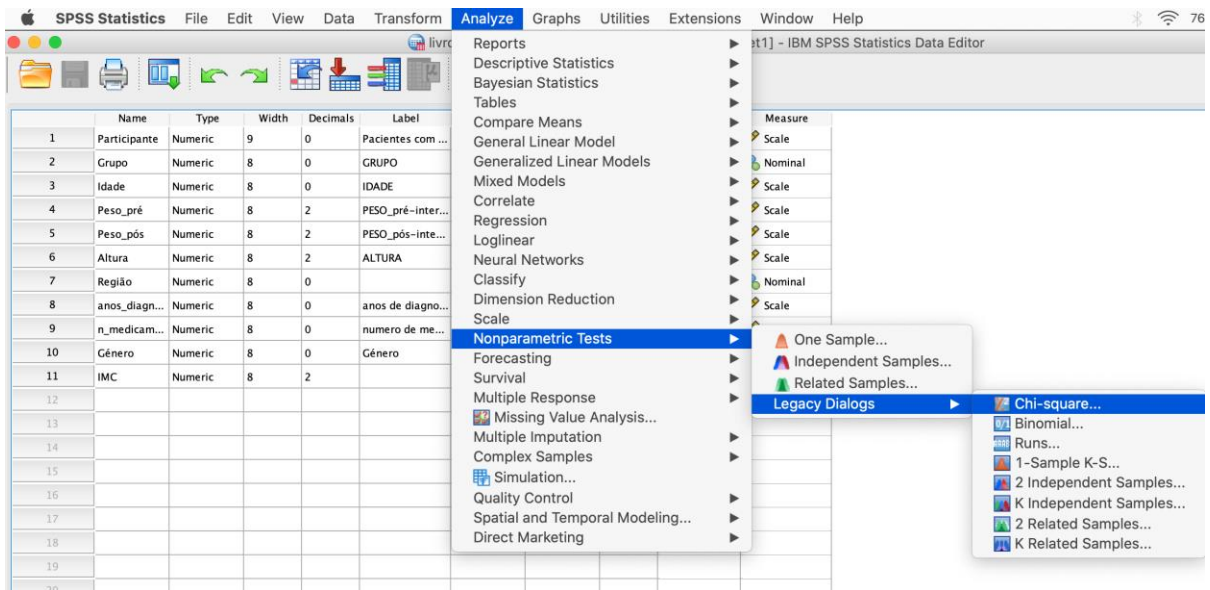 SPSS Statistics File Edit View Data Transform Analyze Graphs Utilities Extensions Window Help 76
livro
et1] - IBM SPSS Statistics Data Editor
Name Type Width Decimals Label Measure
1 Participante Numeric 9 0 Pacientes com ... Scale
2 Grupo Numeric 8 0 GRUPO Nominal
3 Idade Numeric 8 0 IDADE Scale
4 Peso_pré Numeric 8 2 PESO_pré-inter... Scale
5 Peso_pós Numeric 8 2 PESO_pós-inte... Scale
6 Altura Numeric 8 2 ALTURA Scale
7 Região Numeric 8 0 Nominal
8 anos_diagn... Numeric 8 0 anos de diagno... Scale
9 n_medicam... Numeric 8 0 numero de me...
10 Género Numeric 8 0 Género
11 IMC Numeric 8 2
12
13
14
15
16
17
18
19
20
Reports
Descriptive Statistics
Bayesian Statistics
Tables
Compare Means
General Linear Model
Generalized Linear Models
Mixed Models
Correlate
Regression
Loglinear
Neural Networks
Classify
Dimension Reduction
Scale
Nonparametric Tests
Forecasting
Survival
Multiple Response
Missing Value Analysis...
Multiple Imputation
Complex Samples
Simulation...
Quality Control
Spatial and Temporal Modeling...
Direct Marketing
One Sample...
Independent Samples...
Related Samples...
Legacy Dialogs
Chi-square...
0/1 Binomial...
Runs...
1-Sample K-S...
2 Independent Samples...
K Independent Samples...
2 Related Samples...
K Related Samples...